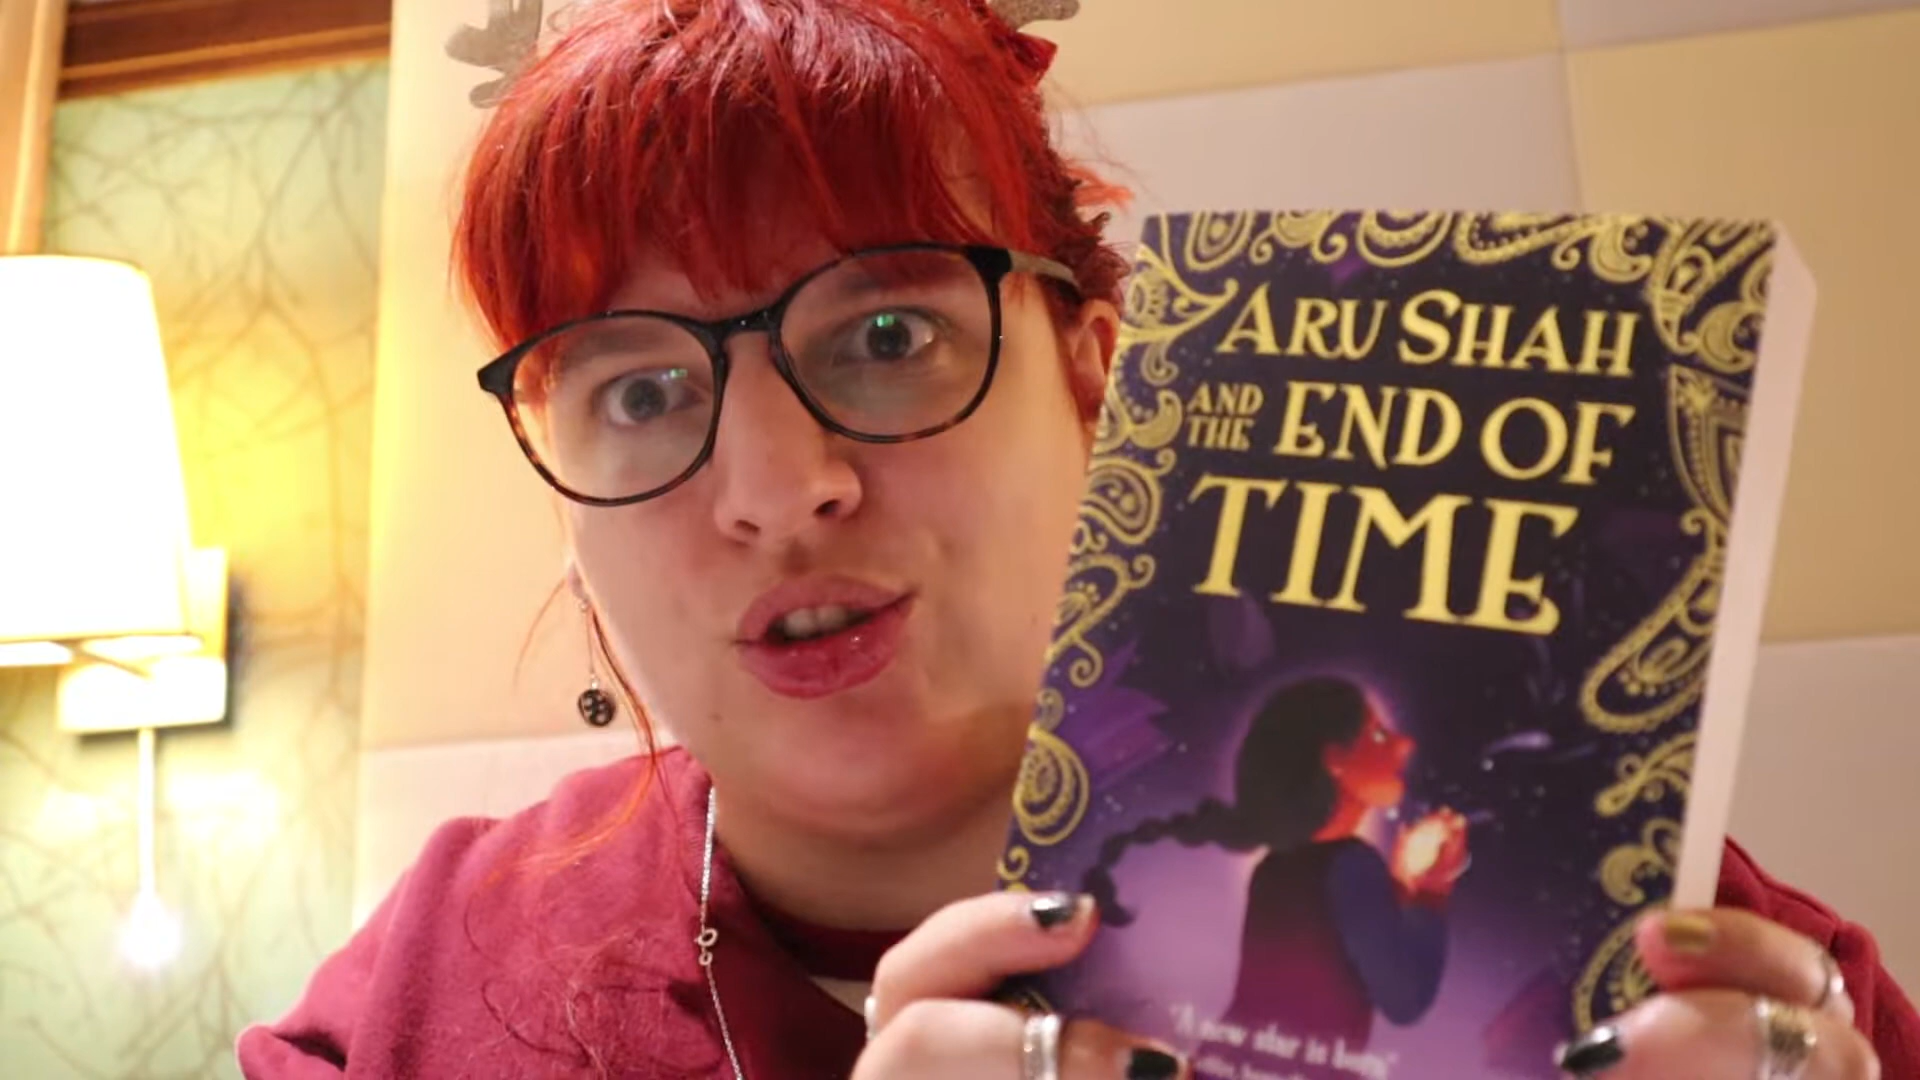 ARU SHAH
AND THE END OF
TIME
"A new star is born"